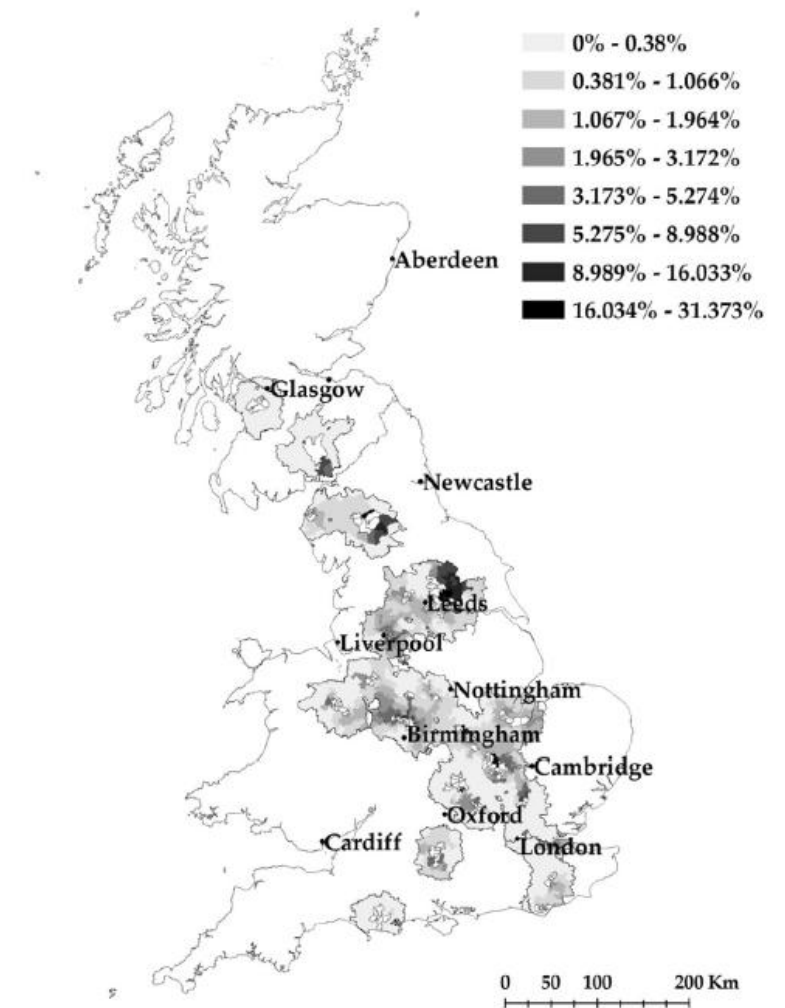 0% - 0.38%
0.381% - 1.066%
1.067% - 1.964%
1.965% - 3.172%
3.173% - 5.274%
5.275% - 8.988%
8.989% - 16.033%
16.034% - 31.373%
Aberdeen
Glasgow
Newcastle
Leeds
Liverpool
Nottingham
Birmingham
Cambridge
Oxford
Cardiff
London
0 50 100 200 Km